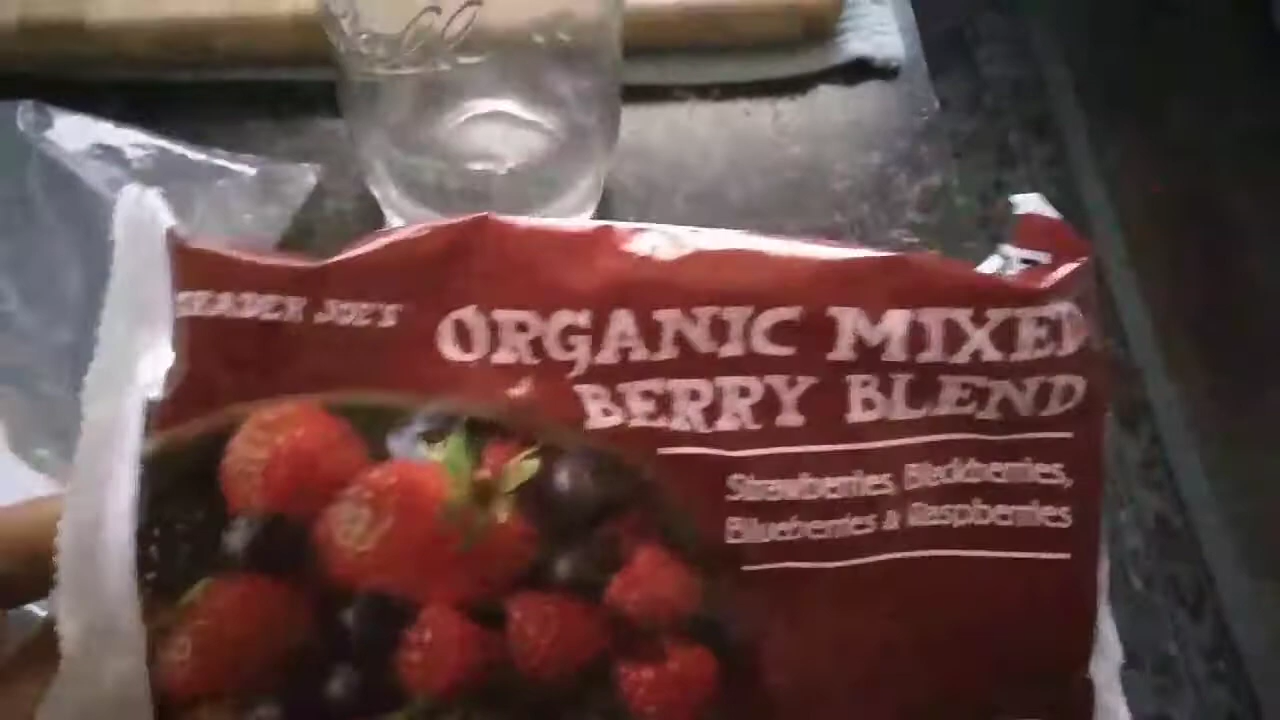 TRADER JOE'S
ORGANIC MIXED
BERRY BLEND
Strawberries, Blackberries,
Blueberries & Raspberries